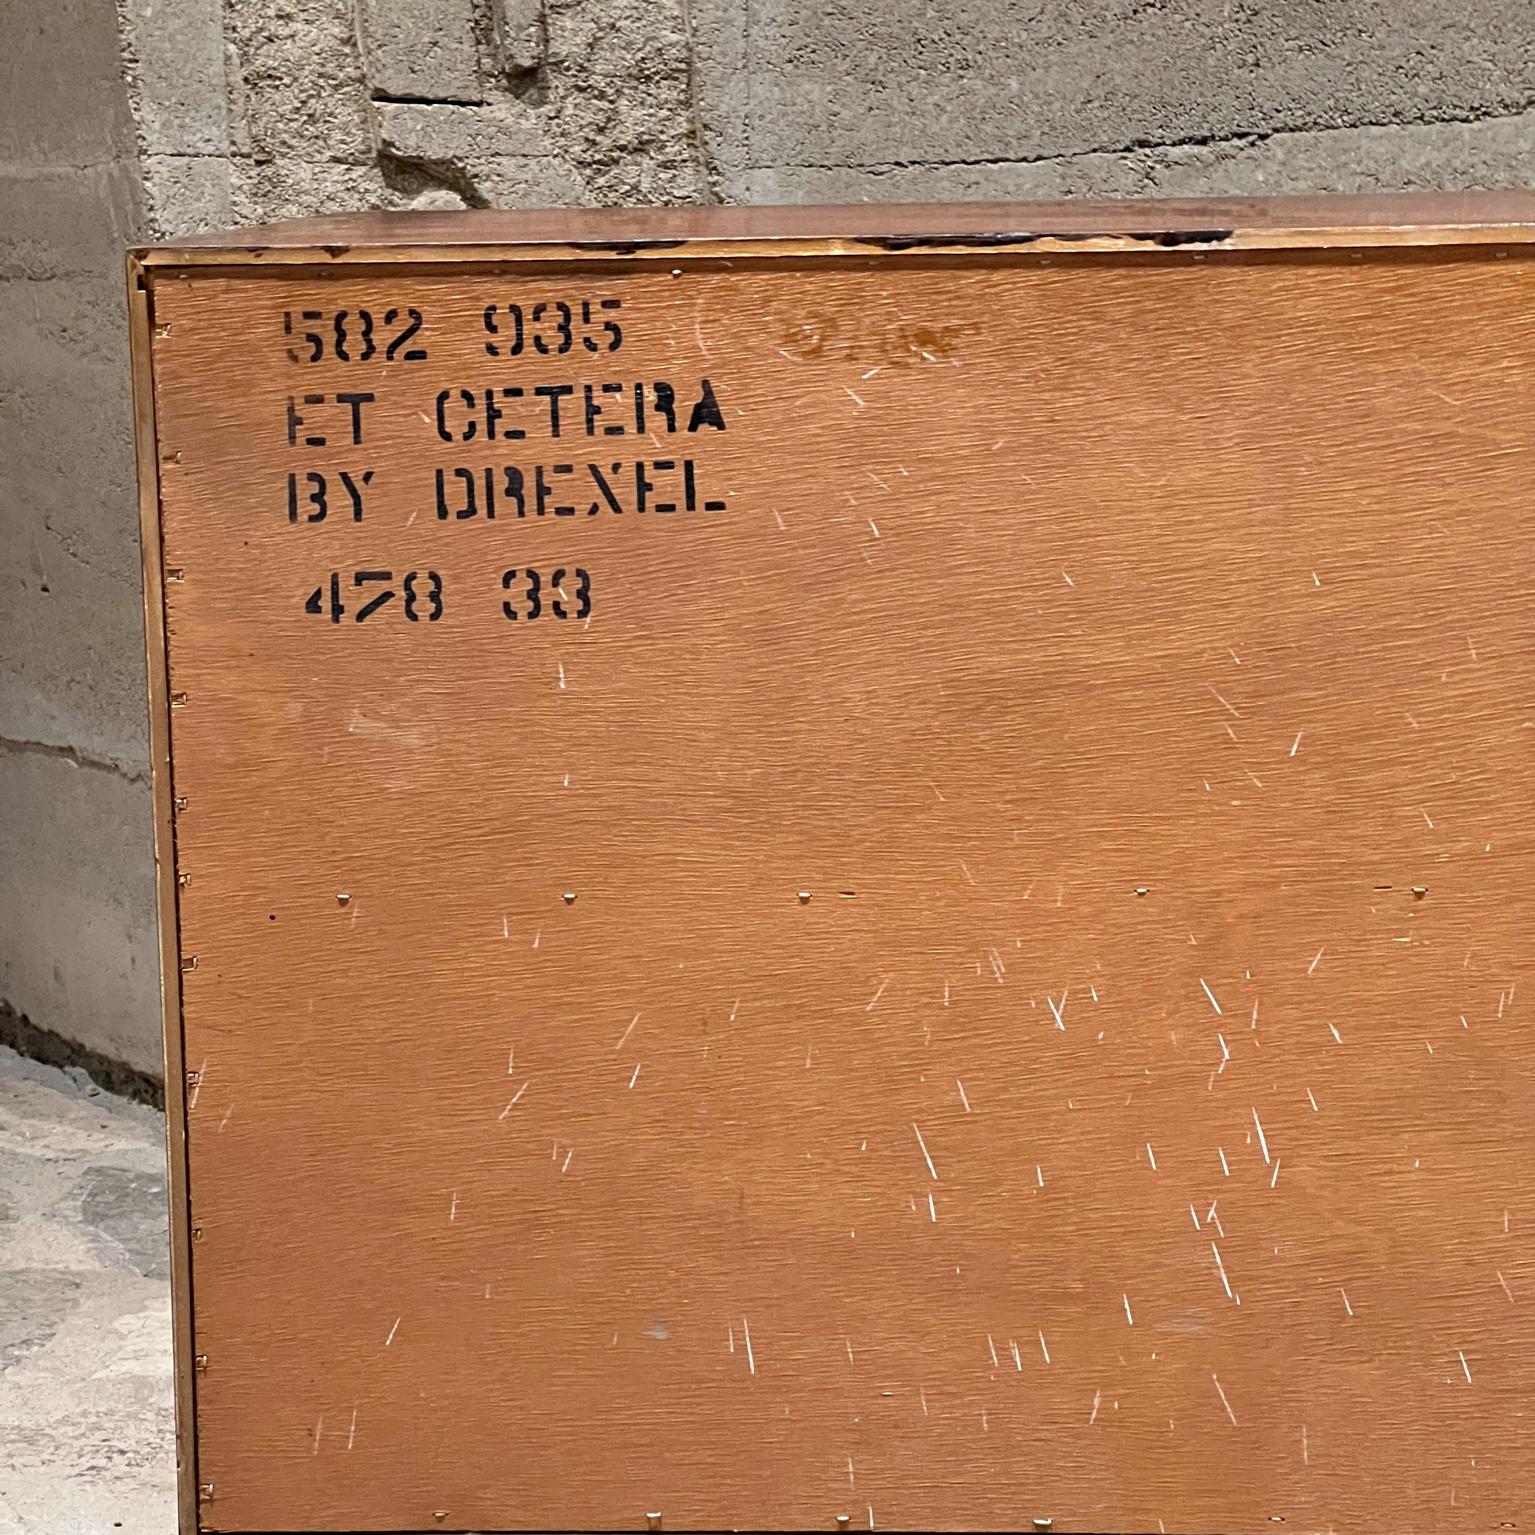 582 935
ET CETERA
BY DREXEL
478 33